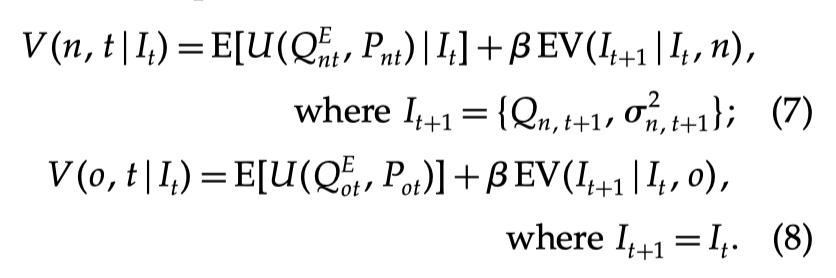 V(n, t | I_t) = E[U(Q^E_{nt}, P_{nt}) | I_t] + β EV(I_{t+1} | I_t, n),
where I_{t+1} = {Q_{n, t+1}, σ^2_{n, t+1}}; (7)
V(o, t | I_t) = E[U(Q^E_{ot}, P_{ot})] + β EV(I_{t+1} | I_t, o),
where I_{t+1} = I_t. (8)